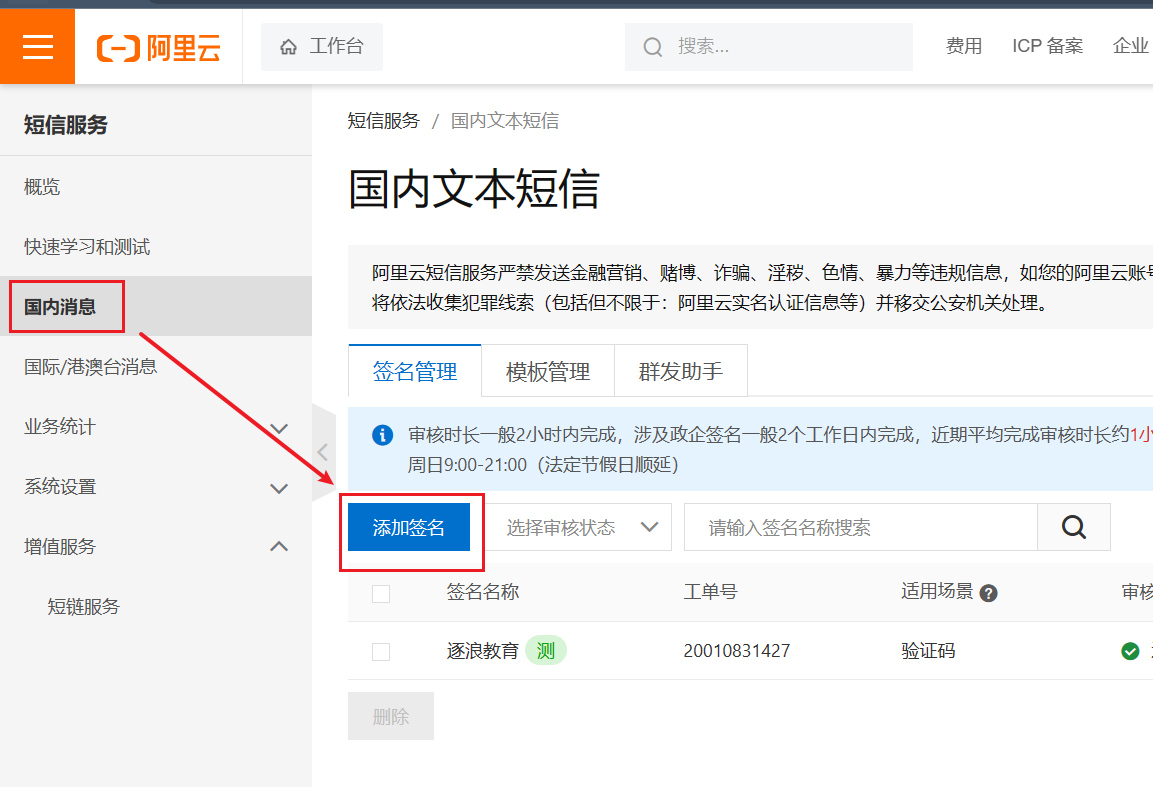 阿里云
工作台
搜索...
费用
ICP 备案
企业
短信服务
概览
快速学习和测试
国内消息
国际/港澳台消息
业务统计
系统设置
增值服务
短链服务
短信服务 / 国内文本短信
国内文本短信
阿里云短信服务严禁发送金融营销、赌博、诈骗、淫秽、色情、暴力等违规信息，如您的阿里云账号
将依法收集犯罪线索（包括但不限于：阿里云实名认证信息等）并移交公安机关处理。
签名管理 模板管理 群发助手
审核时长一般2小时内完成，涉及政企签名一般2个工作日内完成，近期平均完成审核时长约1小
周日9:00-21:00（法定节假日顺延）
添加签名 选择审核状态 请输入签名名称搜索
签名名称 工单号 适用场景 审核
逐浪教育 测 20010831427 验证码
删除